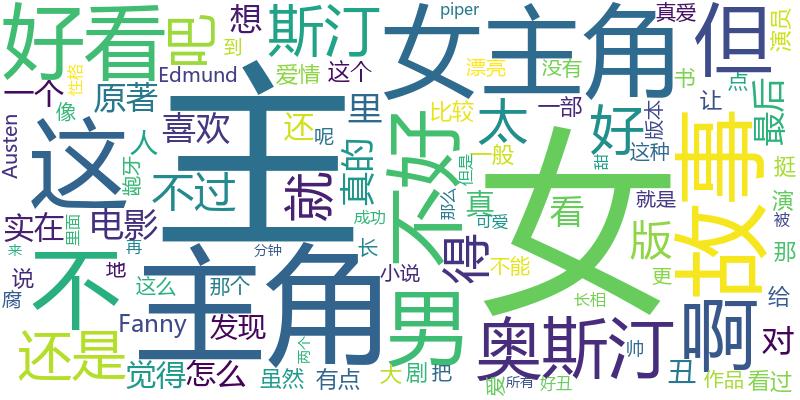 好看
吧
斯汀
想
到
piper
女主角
真爱
但
演员
性格
Edmund
爱情
这个
漂亮
没有
书
点
一个
像
原著
里
主
还
呢
比较
太
一部
好
版本
让
故事
最后
Austen
这
人
喜欢
就
真的
不好
但是
一般
甜
这种
挺
龅牙
不过
那么
真
女
可爱
看
就是
演
被
实在
里面
电影
不
再
成功
得
版
那
来
说
地
主角
分钟
长
不能
更
腐
这么
那个
小说
长相
给
Fanny
发现
男
奥斯汀
帅
啊
对
还是
两个
觉得
怎么
虽然
有点
大
剧
把
爱
所有
好丑
丑
作品
看过